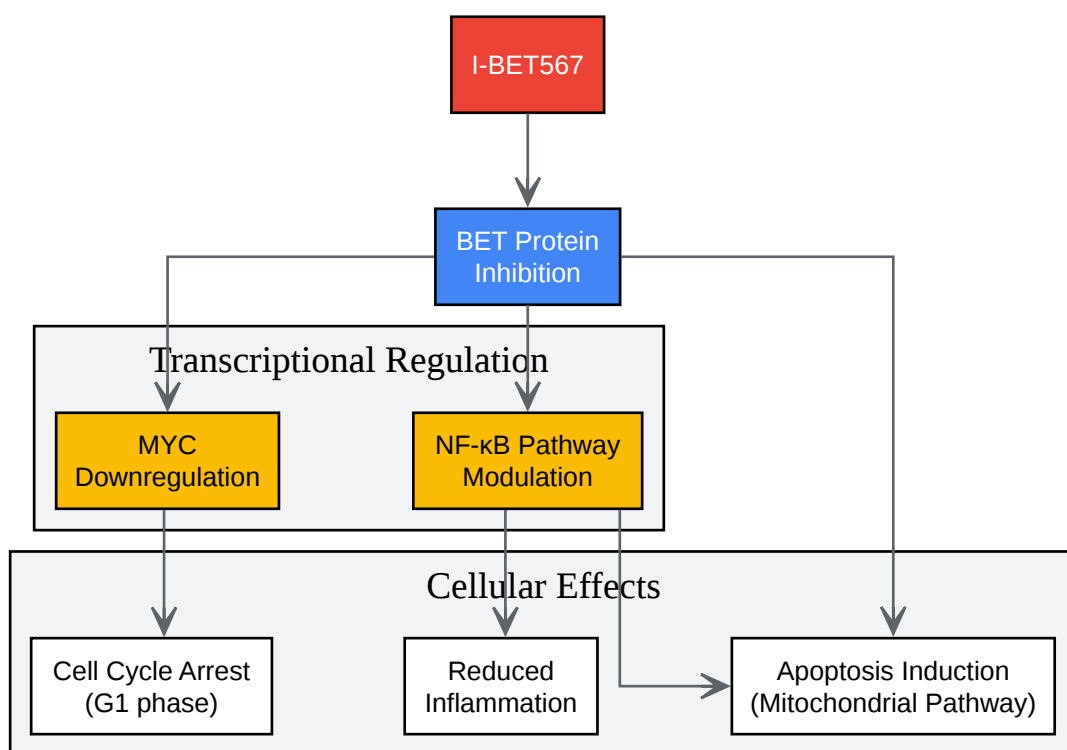 I-BET567
BET Protein
Inhibition
Transcriptional Regulation
MYC
Downregulation
NF-κB Pathway
Modulation
Cellular Effects
Cell Cycle Arrest
(G1 phase)
Reduced
Inflammation
Apoptosis Induction
(Mitochondrial Pathway)